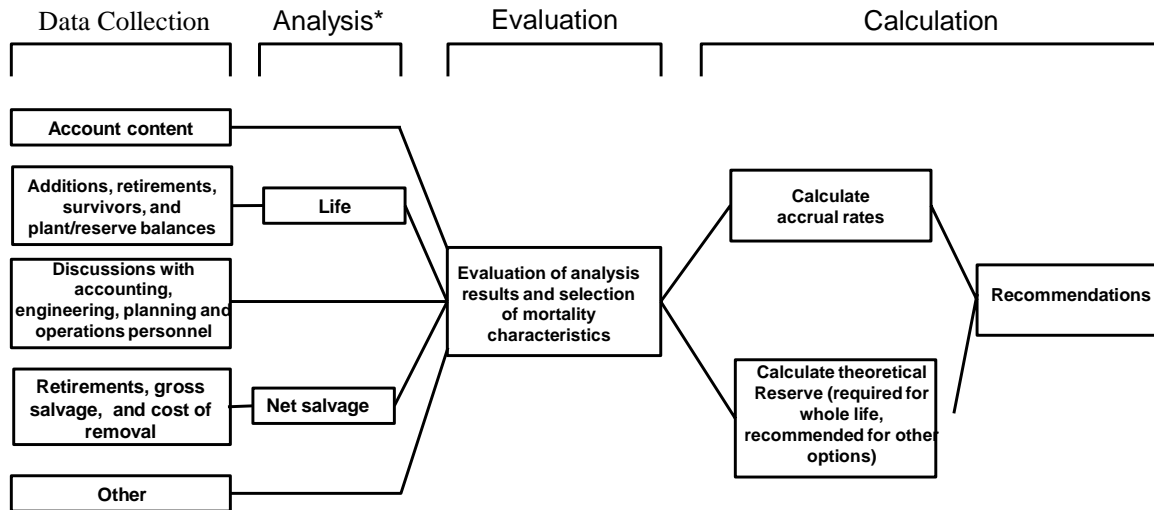 Data Collection
Analysis*
Evaluation
Calculation
Account content
Additions, retirements,
survivors, and
plant/reserve balances
Life
Discussions with
accounting,
engineering, planning and
operations personnel
Retirements, gross
salvage, and cost of
removal
Net salvage
Other
Evaluation of analysis
results and selection
of mortality
characteristics
Calculate
accrual rates
Calculate theoretical
Reserve (required for
whole life,
recommended for other
options)
Recommendations